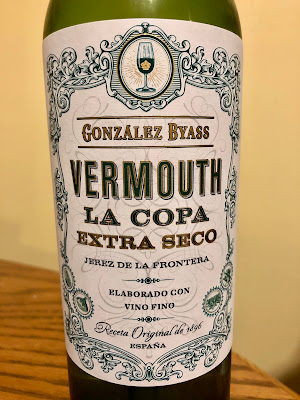 GONZÁLEZ BYASS
VERMOUTH
LA COPA
EXTRA SECO
JEREZ DE LA FRONTERA
ELABORADO CON
VINO FINO
Receta Original de 1896
ESPAÑA